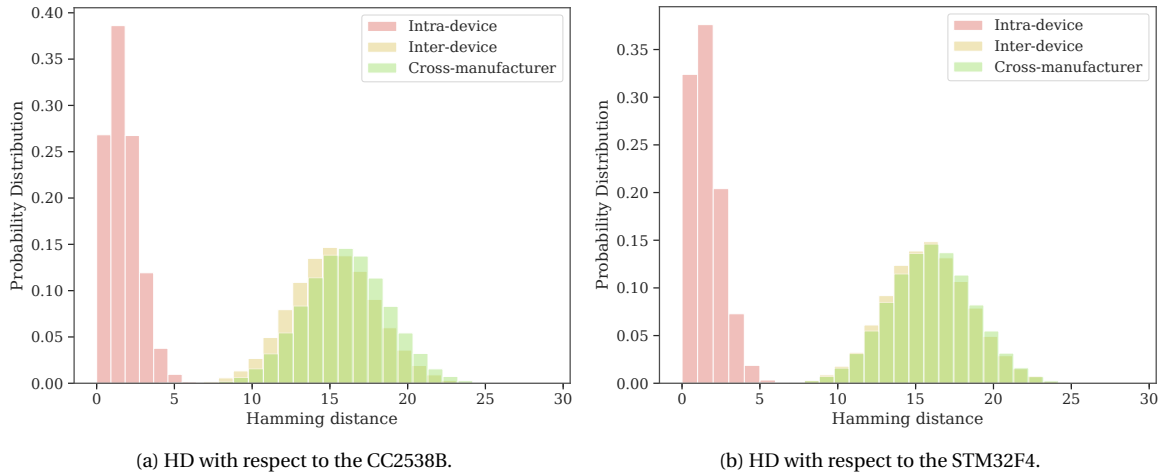 Intra-device
Inter-device
Cross-manufacturer
0.40
0.35
0.30
0.25
0.20
0.15
0.10
0.05
0.00
Probability Distribution
0 5 10 15 20 25 30
Hamming distance
(a) HD with respect to the CC2538B.
Intra-device
Inter-device
Cross-manufacturer
0.35
0.30
0.25
0.20
0.15
0.10
0.05
0.00
Probability Distribution
0 5 10 15 20 25 30
Hamming distance
(b) HD with respect to the STM32F4.